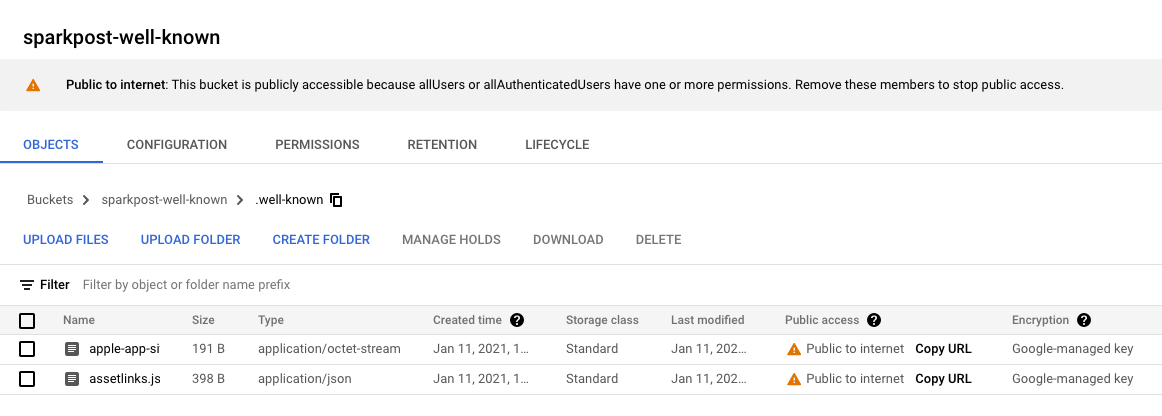 sparkpost-well-known
Public to internet: This bucket is publicly accessible because allUsers or allAuthenticatedUsers have one or more permissions. Remove these members to stop public access.
OBJECTS CONFIGURATION PERMISSIONS RETENTION LIFECYCLE
Buckets > sparkpost-well-known > .well-known
UPLOAD FILES UPLOAD FOLDER CREATE FOLDER MANAGE HOLDS DOWNLOAD DELETE
Filter Filter by object or folder name prefix
Name Size Type Created time Storage class Last modified Public access Encryption
apple-app-si 191 B application/octet-stream Jan 11, 2021, 1... Standard Jan 11, 202... Public to internet Copy URL Google-managed key
assetlinks.js 398 B application/json Jan 11, 2021, 1... Standard Jan 11, 202... Public to internet Copy URL Google-managed key